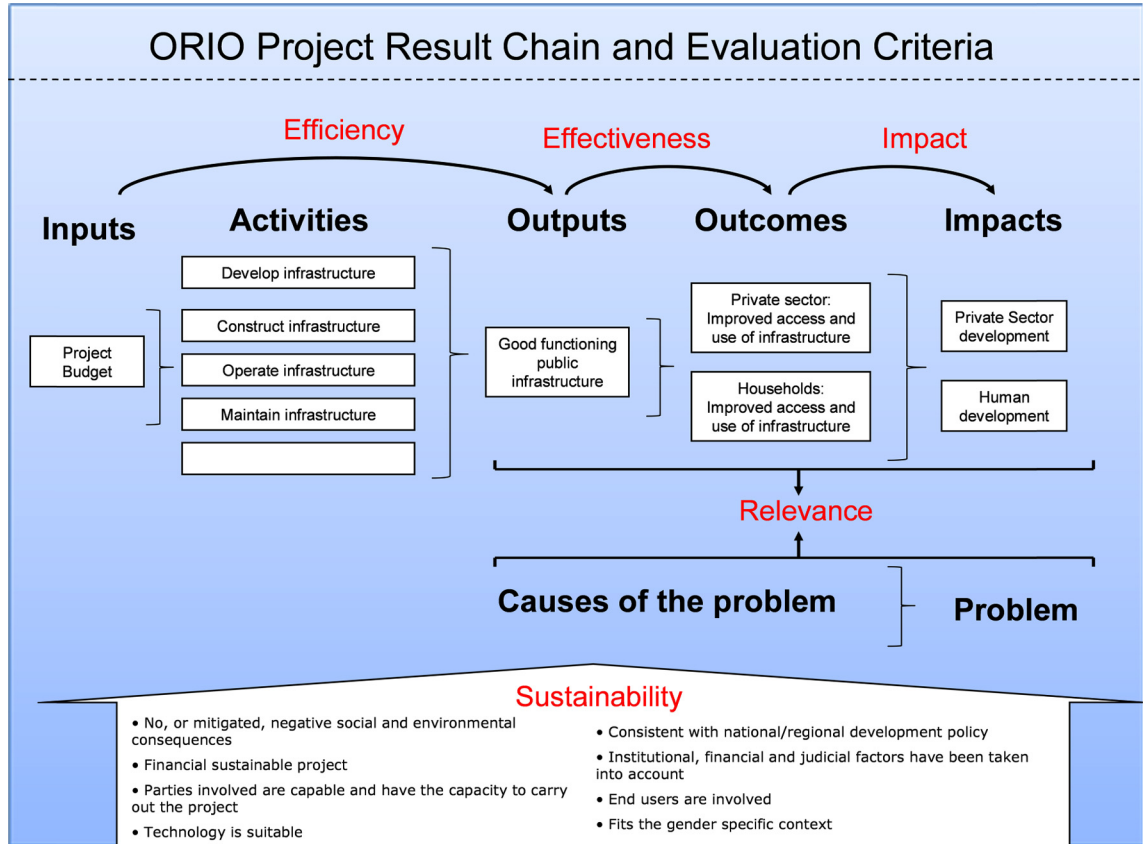 ORIO Project Result Chain and Evaluation Criteria
Efficiency
Effectiveness
Impact
Inputs
Activities
Outputs
Outcomes
Impacts
Project
Budget
Develop infrastructure
Construct infrastructure
Operate infrastructure
Maintain infrastructure
Good functioning
public
infrastructure
Private sector:
Improved access and
use of infrastructure
Households:
Improved access and
use of infrastructure
Private Sector
development
Human
development
Relevance
Causes of the problem
Problem
Sustainability
• No, or mitigated, negative social and environmental
consequences
• Financial sustainable project
• Parties involved are capable and have the capacity to carry
out the project
• Technology is suitable
• Consistent with national/regional development policy
• Institutional, financial and judicial factors have been taken
into account
• End users are involved
• Fits the gender specific context